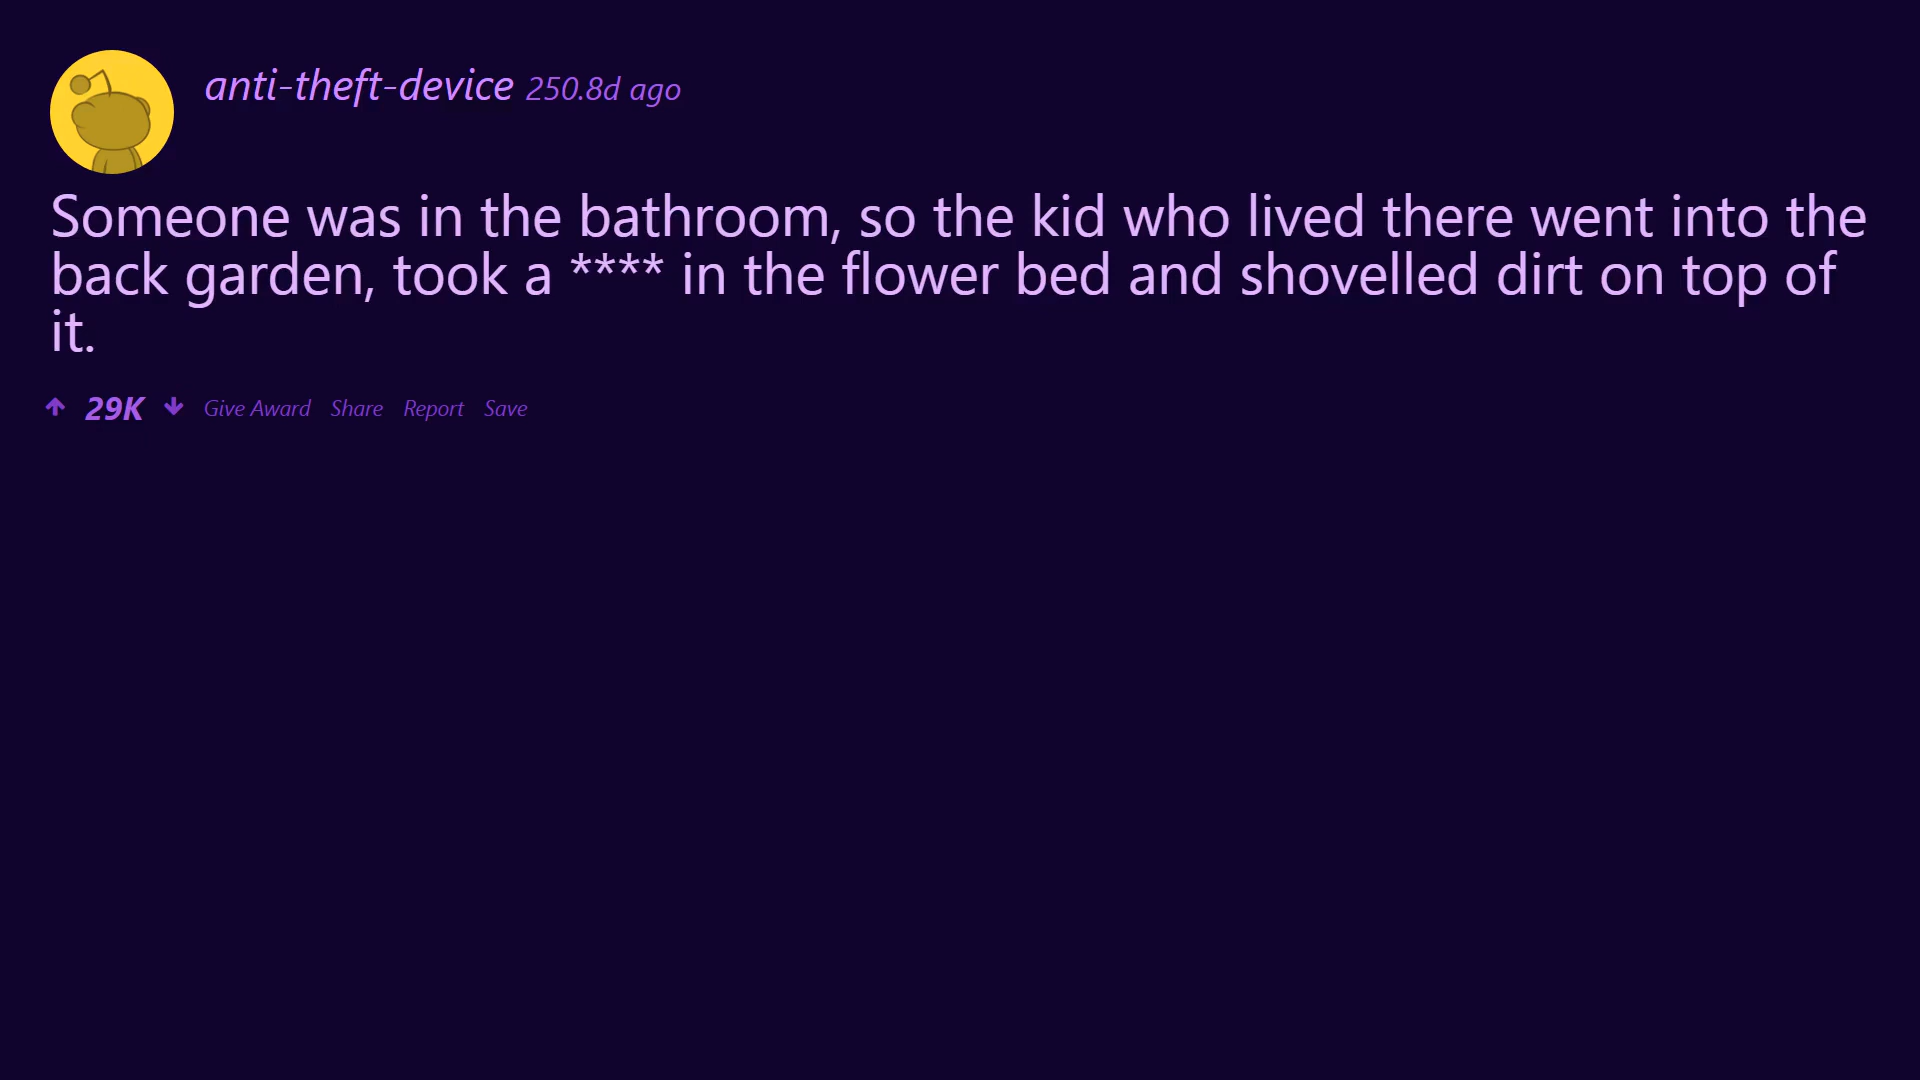 anti-theft-device 250.8d ago
Someone was in the bathroom, so the kid who lived there went into the
back garden, took a **** in the flower bed and shovelled dirt on top of
it.
29K Give Award Share Report Save